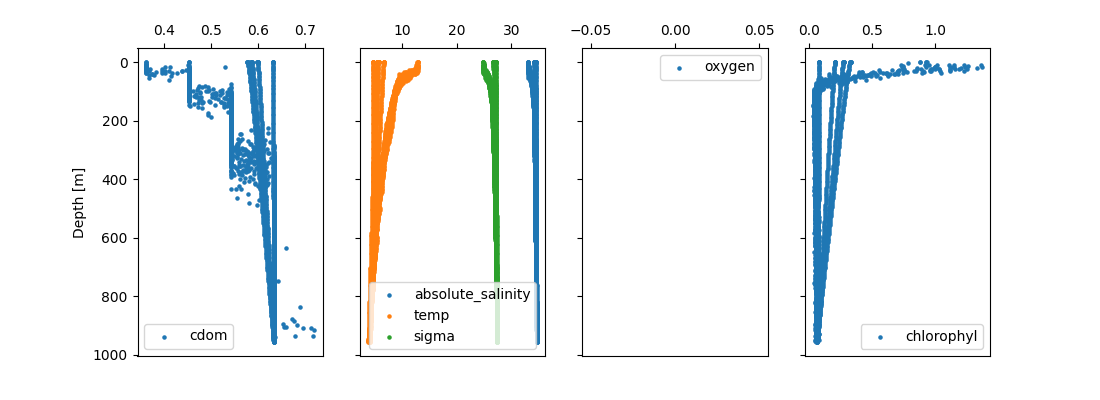 0.4 0.5 0.6 0.7
10 20 30
−0.05 0.00 0.05
0.0 0.5 1.0
0
200
400
600
800
1000
Depth [m]
cdom
absolute_salinity
temp
sigma
oxygen
chlorophyl